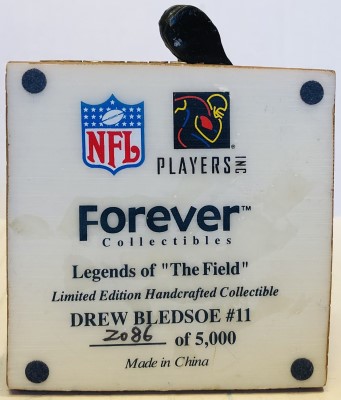 NFL
PLAYERS INC
Forever™
Collectibles
Legends of "The Field"
Limited Edition Handcrafted Collectible
DREW BLEDSOE #11
2086 of 5,000
Made in China